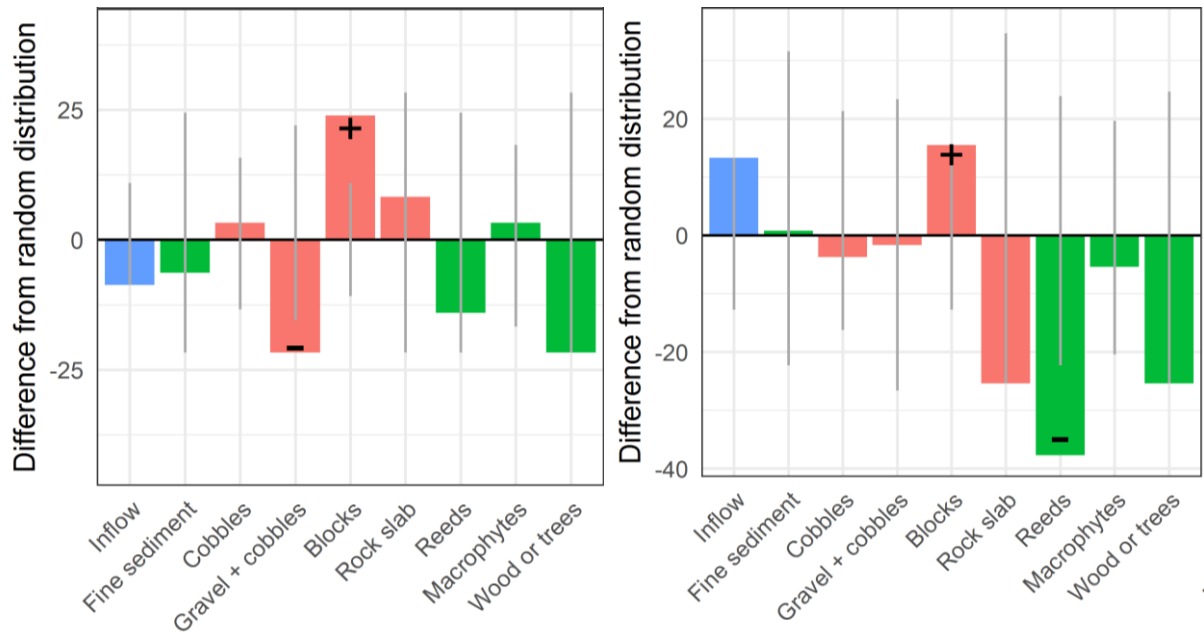 Difference from random distribution
25
0
-25
+
-
Inflow
Fine sediment
Cobbles
Gravel + cobbles
Blocks
Rock slab
Reeds
Macrophytes
Wood or trees
Difference from random distribution
20
0
-20
-40
+
-
Inflow
Fine sediment
Cobbles
Gravel + cobbles
Blocks
Rock slab
Reeds
Macrophytes
Wood or trees